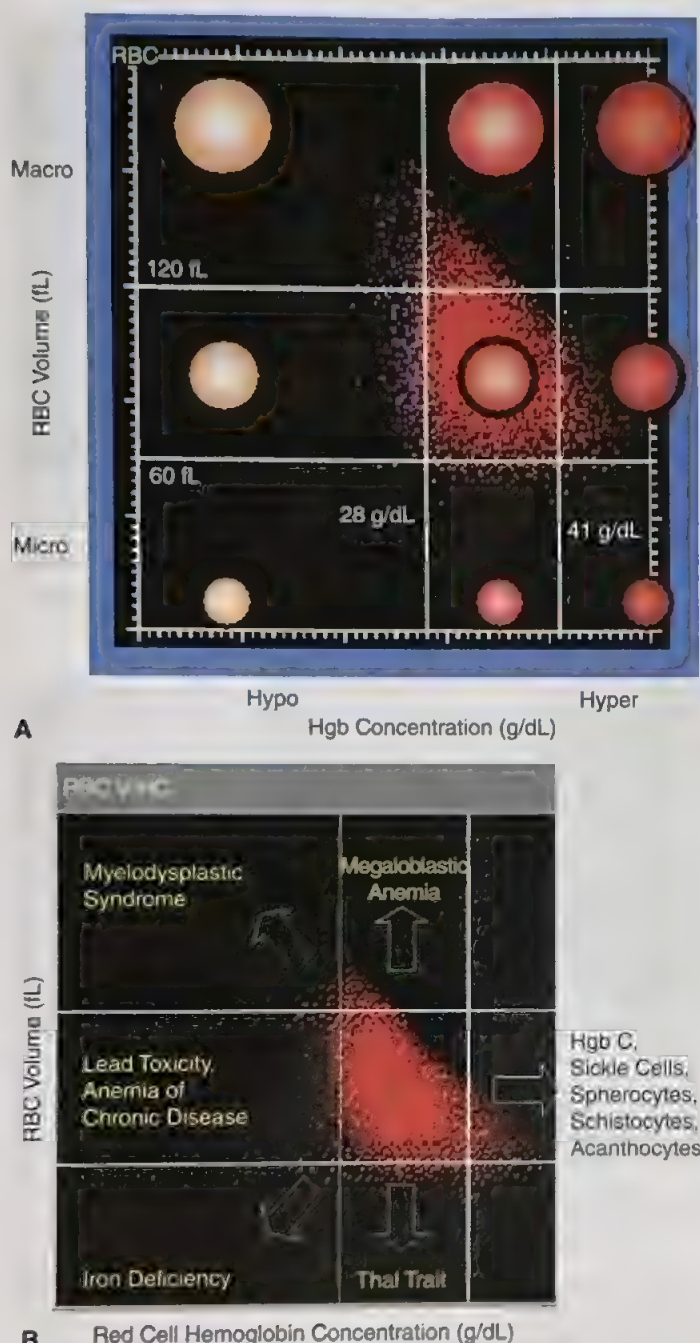 RBC
Macro
120 fL
RBC Volume (fL)
60 fL
28 g/dL
41 g/dL
Micro
Hypo
Hyper
A
Hgb Concentration (g/dL)
RBC V/HC
Myelodysplastic
Syndrome
Megaloblastic
Anemia
RBC Volume (fL)
Lead Toxicity,
Anemia of
Chronic Disease
Hgb C,
Sickle Cells,
Spherocytes,
Schistocytes,
Acanthocytes
Iron Deficiency
Thal Trait
B
Red Cell Hemoglobin Concentration (g/dL)